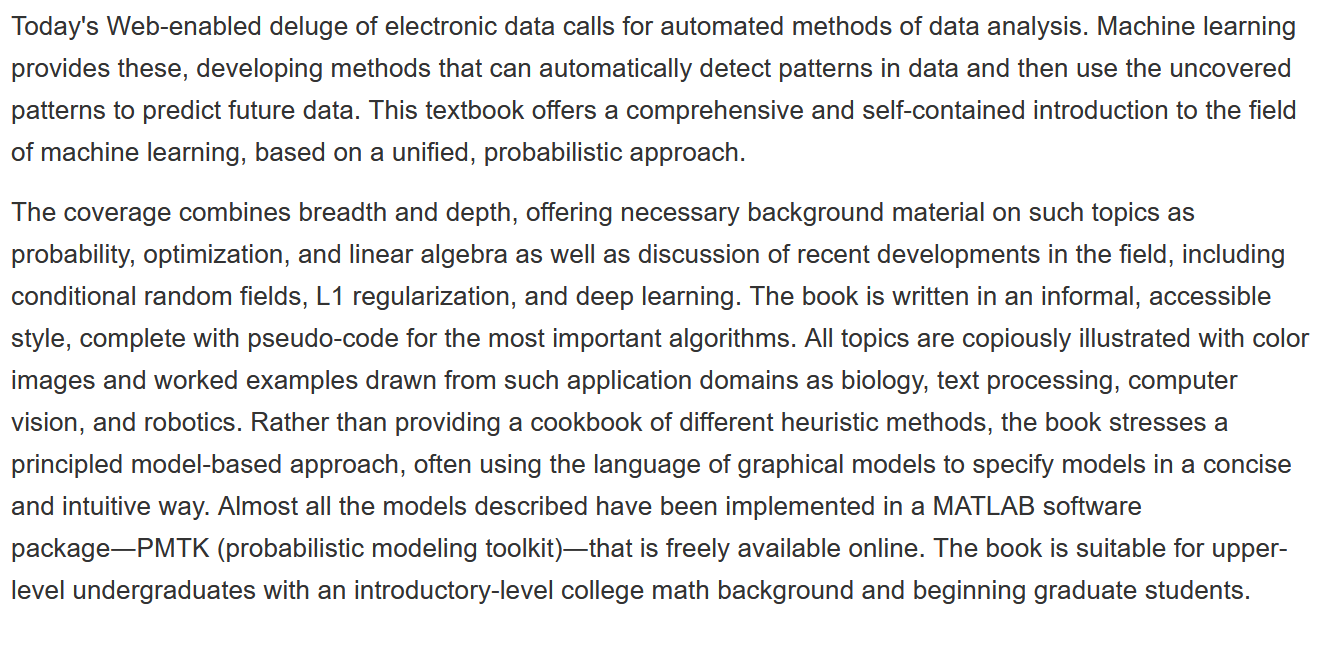 Today's Web-enabled deluge of electronic data calls for automated methods of data analysis. Machine learning
provides these, developing methods that can automatically detect patterns in data and then use the uncovered
patterns to predict future data. This textbook offers a comprehensive and self-contained introduction to the field
of machine learning, based on a unified, probabilistic approach.
The coverage combines breadth and depth, offering necessary background material on such topics as
probability, optimization, and linear algebra as well as discussion of recent developments in the field, including
conditional random fields, L1 regularization, and deep learning. The book is written in an informal, accessible
style, complete with pseudo-code for the most important algorithms. All topics are copiously illustrated with color
images and worked examples drawn from such application domains as biology, text processing, computer
vision, and robotics. Rather than providing a cookbook of different heuristic methods, the book stresses a
principled model-based approach, often using the language of graphical models to specify models in a concise
and intuitive way. Almost all the models described have been implemented in a MATLAB software
package—PMTK (probabilistic modeling toolkit)—that is freely available online. The book is suitable for upper-
level undergraduates with an introductory-level college math background and beginning graduate students.